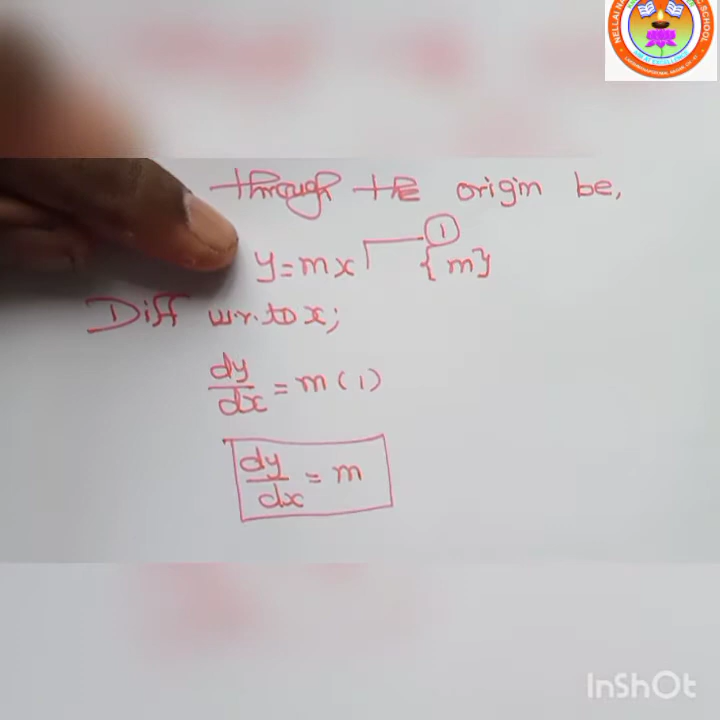 through the origin be,
y = mx ①
{m}
Diff w.r.to x;
dy/dx = m(1)
dy/dx = m
InShOt